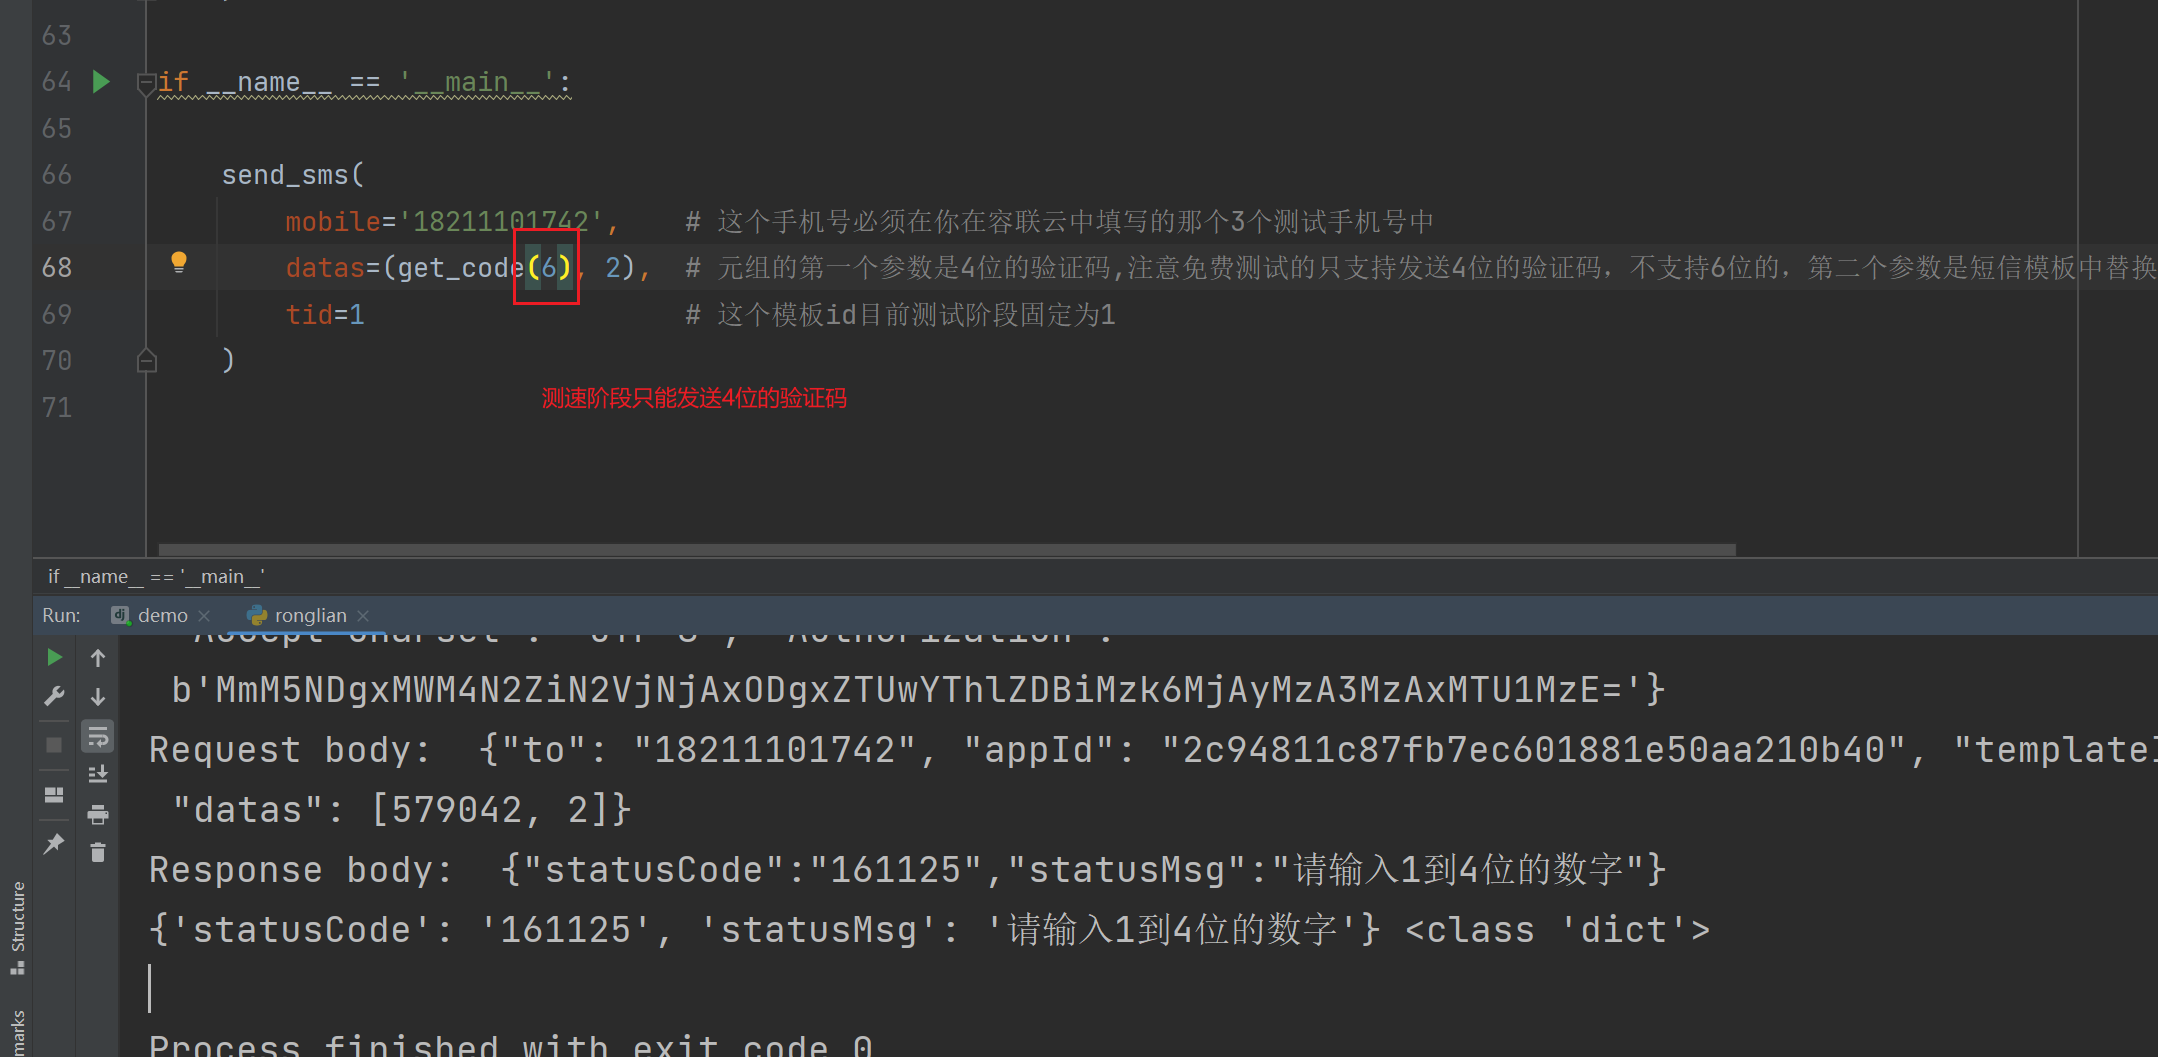 63
64 if __name__ == '__main__':
65
66 send_sms(
67 mobile='18211101742', # 这个手机号必须在你在容联云中填写的那个3个测试手机号中
68 datas=(get_code(6), 2), # 元组的第一个参数是4位的验证码,注意免费测试的只支持发送4位的验证码，不支持6位的，第二个参数是短信模板中替换
69 tid=1 # 这个模板id目前测试阶段固定为1
70 )
71
测速阶段只能发送4位的验证码
if __name__ == '__main__'
Run: demo ronglian
'Accept-Charset': 'UTF-8', 'Authorization':
b'MmM5NDgxMWM4N2ZiN2VjNjAxODgxZTUwYThlZDBiMzk6MjAyMzA3MzAxMTU1MzE='}
Request body: {"to": "18211101742", "appId": "2c94811c87fb7ec601881e50aa210b40", "templateI
"datas": [579042, 2]}
Response body: {"statusCode":"161125","statusMsg":"请输入1到4位的数字"}
{'statusCode': '161125', 'statusMsg': '请输入1到4位的数字'} <class 'dict'>
Process finished with exit code 0
Structure
marks